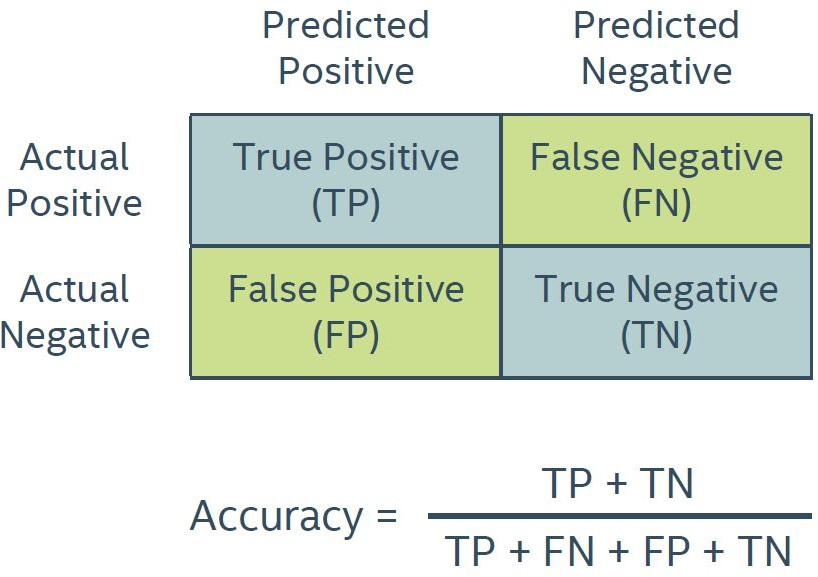 Predicted Positive
Predicted Negative
Actual Positive
True Positive (TP)
False Negative (FN)
Actual Negative
False Positive (FP)
True Negative (TN)
Accuracy =
TP + TN
TP + FN + FP + TN